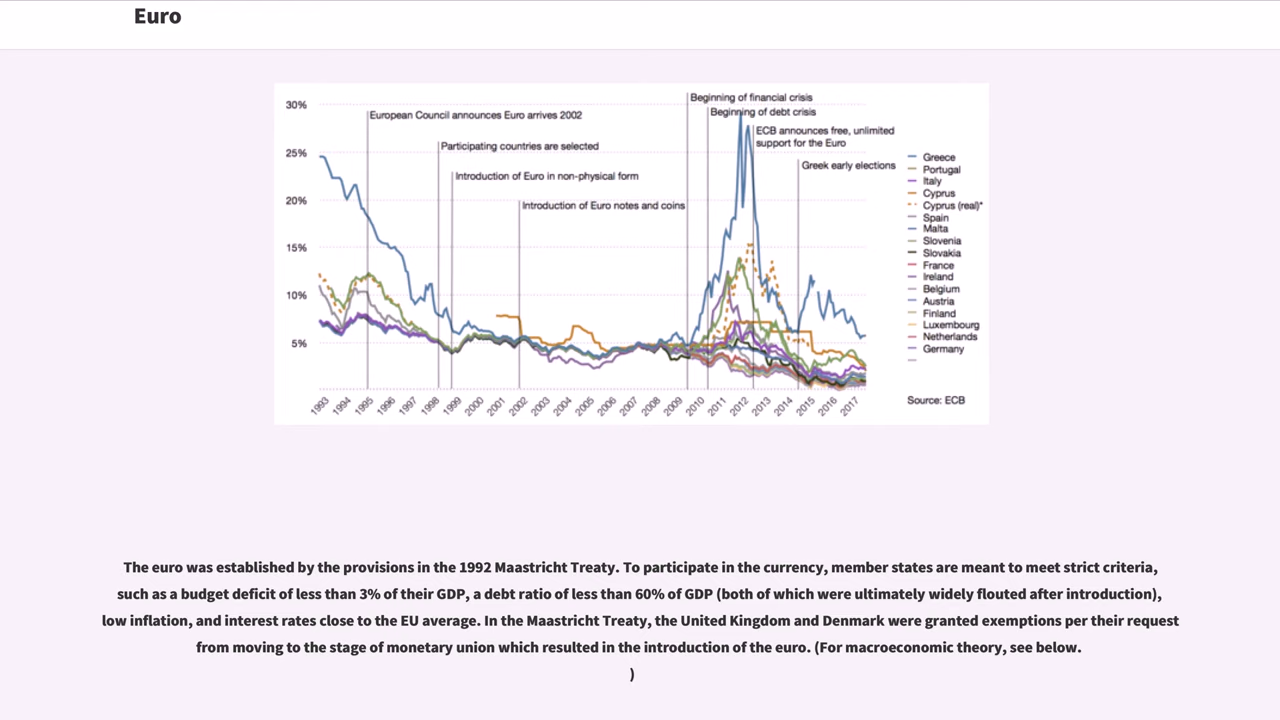 Euro
Beginning of financial crisis
30%
Beginning of debt crisis
European Council announces Euro arrives 2002
ECB announces free, unlimited
support for the Euro
Participating countries are selected
25%
Greek early elections
Introduction of Euro in non-physical form
20%
Introduction of Euro notes and coins
15%
10%
5%
Greece
Portugal
Italy
Cyprus
Cyprus (real)*
Spain
Malta
Slovenia
Slovakia
France
Ireland
Belgium
Austria
Finland
Luxembourg
Netherlands
Germany
Source: ECB
1993 1994 1995 1996 1997 1998 1999 2000 2001 2002 2003 2004 2005 2006 2007 2008 2009 2010 2011 2012 2013 2014 2015 2016 2017
The euro was established by the provisions in the 1992 Maastricht Treaty. To participate in the currency, member states are meant to meet strict criteria,
such as a budget deficit of less than 3% of their GDP, a debt ratio of less than 60% of GDP (both of which were ultimately widely flouted after introduction),
low inflation, and interest rates close to the EU average. In the Maastricht Treaty, the United Kingdom and Denmark were granted exemptions per their request
from moving to the stage of monetary union which resulted in the introduction of the euro. (For macroeconomic theory, see below.
)